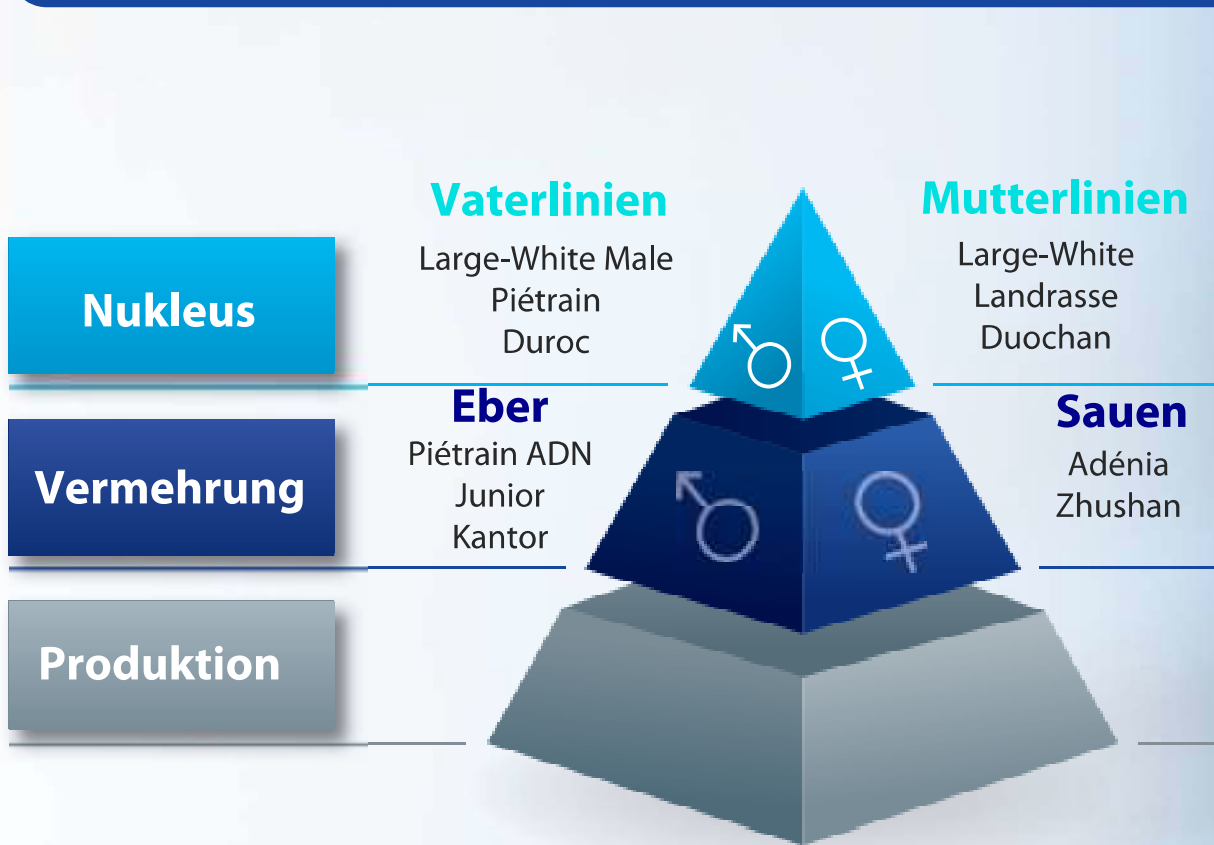 Vaterlinien
Mutterlinien
Nukleus
Large-White Male
Piétrain
Duroc
Large-White
Landrasse
Duochan
Vermehrung
Eber
Piétrain ADN
Junior
Kantor
Sauen
Adénia
Zhushan
Produktion